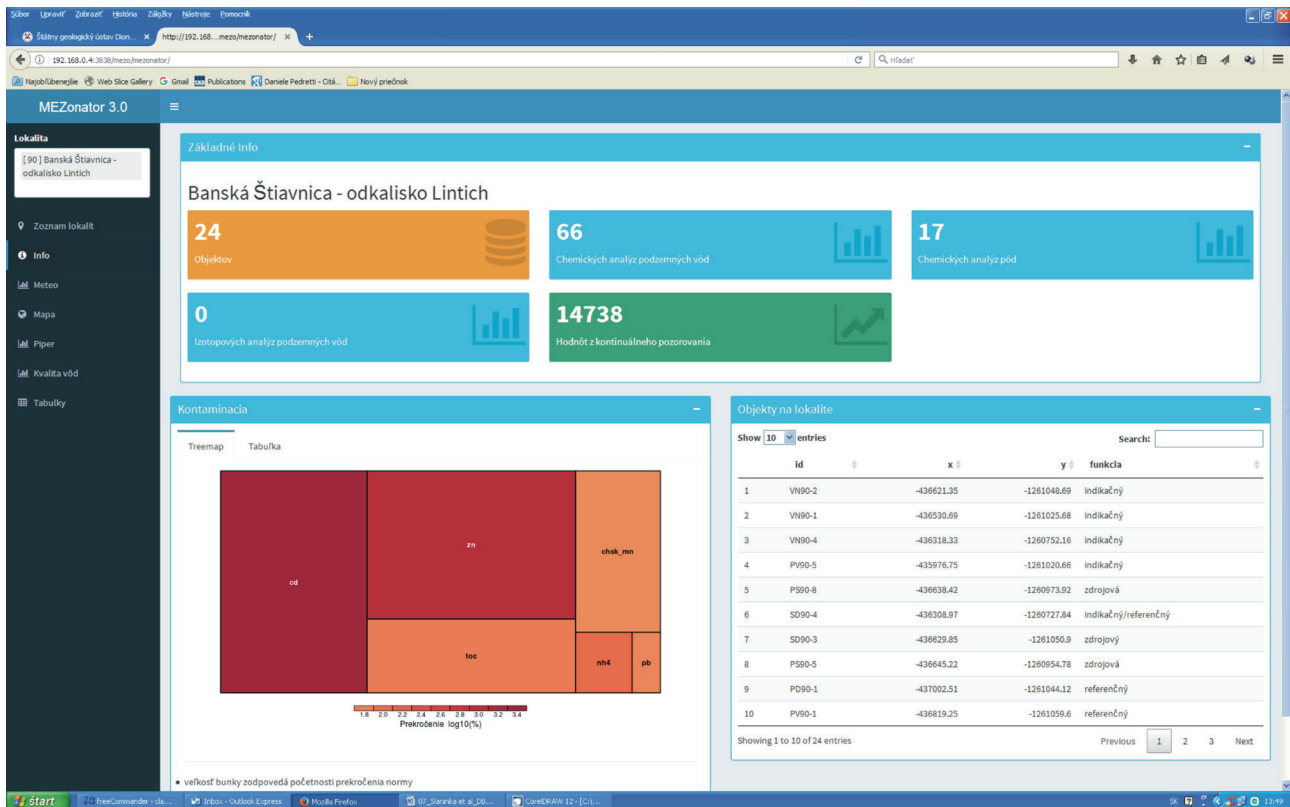 Súbor Upraviť Zobraziť História Záložky Nástroje Pomocník
Štátny geologický ústav Dion... × http://192.168....mezo/mezonator/ × +
192.168.0.4:3838/mezo/mezonator/
Hľadať
Najobľúbenejšie Web Slice Gallery Gmail Publications Daniele Pedretti - Citá... Nový priečinok
MEZonator 3.0
Lokalita
[ 90 ] Banská Štiavnica -
odkalisko Lintich
Zoznam lokalít
Info
Meteo
Mapa
Piper
Kvalita vôd
Tabuľky
Základné Info
Banská Štiavnica - odkalisko Lintich
24
Objektov
66
Chemických analýz podzemných vôd
17
Chemických analýz pôd
0
Izotopových analýz podzemných vôd
14738
Hodnôt z kontinuálneho pozorovania
Kontaminacia
Treemap Tabuľka
cd
zn
chsk_mn
toc
nh4
pb
1.8 2.0 2.2 2.4 2.6 2.8 3.0 3.2 3.4
Prekročenie log10(%)
• veľkosť bunky zodpovedá početnosti prekročenia normy
Objekty na lokalite
Show 10 entries Search:
id x y funkcia
1 VN90-2 -436621.35 -1261048.69 indikačný
2 VN90-1 -436530.69 -1261025.68 indikačný
3 VN90-4 -436318.33 -1260752.16 indikačný
4 PV90-5 -435976.75 -1261020.66 indikačný
5 PS90-8 -436638.42 -1260973.92 zdrojová
6 SD90-4 -436308.97 -1260727.84 indikačný/referenčný
7 SD90-3 -436629.85 -1261050.9 zdrojový
8 PS90-5 -436645.22 -1260954.78 zdrojová
9 PD90-1 -437002.51 -1261044.12 referenčný
10 PV90-1 -436819.25 -1261059.6 referenčný
Showing 1 to 10 of 24 entries Previous 1 2 3 Next
štart freeCommander - cla... Inbox - Outlook Express Mozilla Firefox 07_Slaninka et al_DB... CorelDRAW 12 - [C:\... SK 13:49